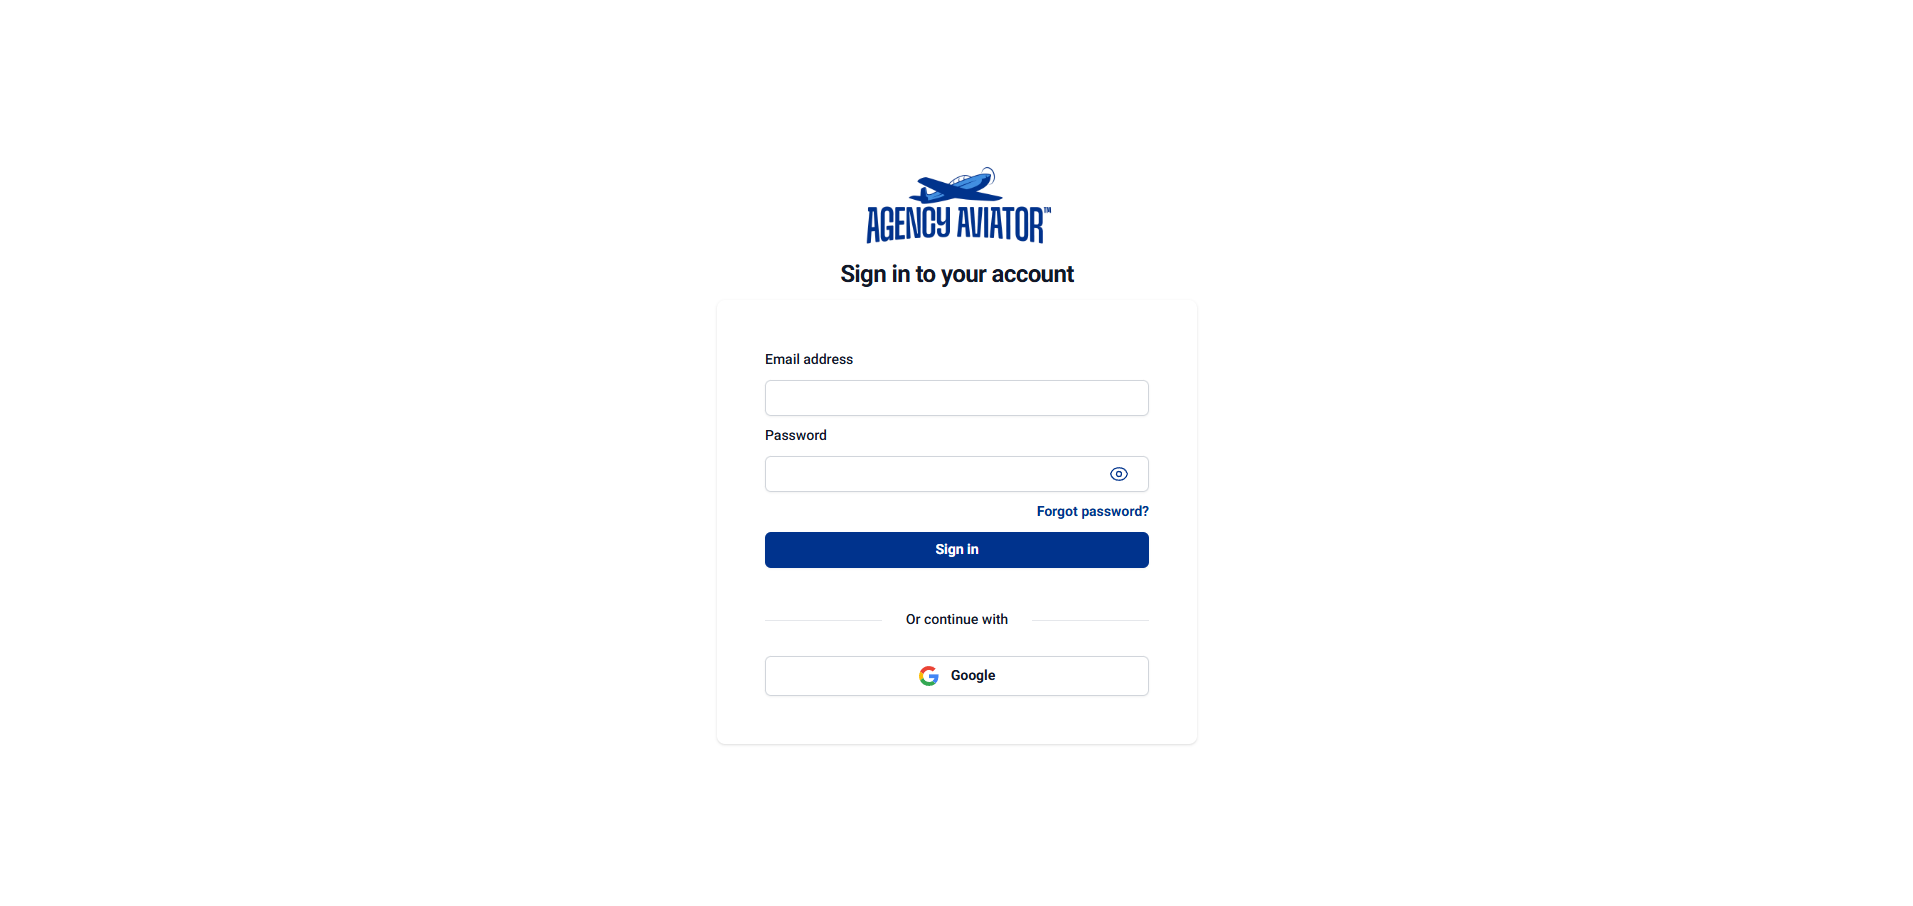 AGENCY AVIATOR™
Sign in to your account
Email address
Password
Forgot password?
Sign in
Or continue with
Google